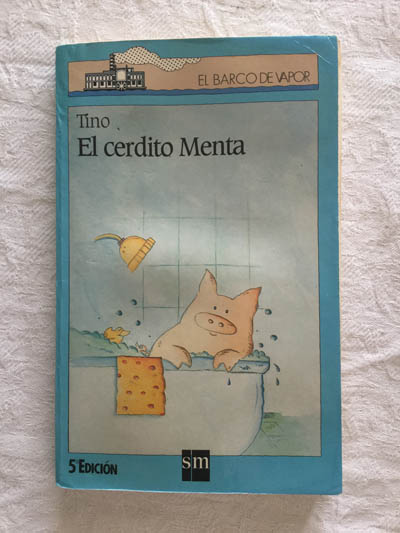 EL BARCO DE VAPOR
Tino
El cerdito Menta
5ª EDICIÓN
sm